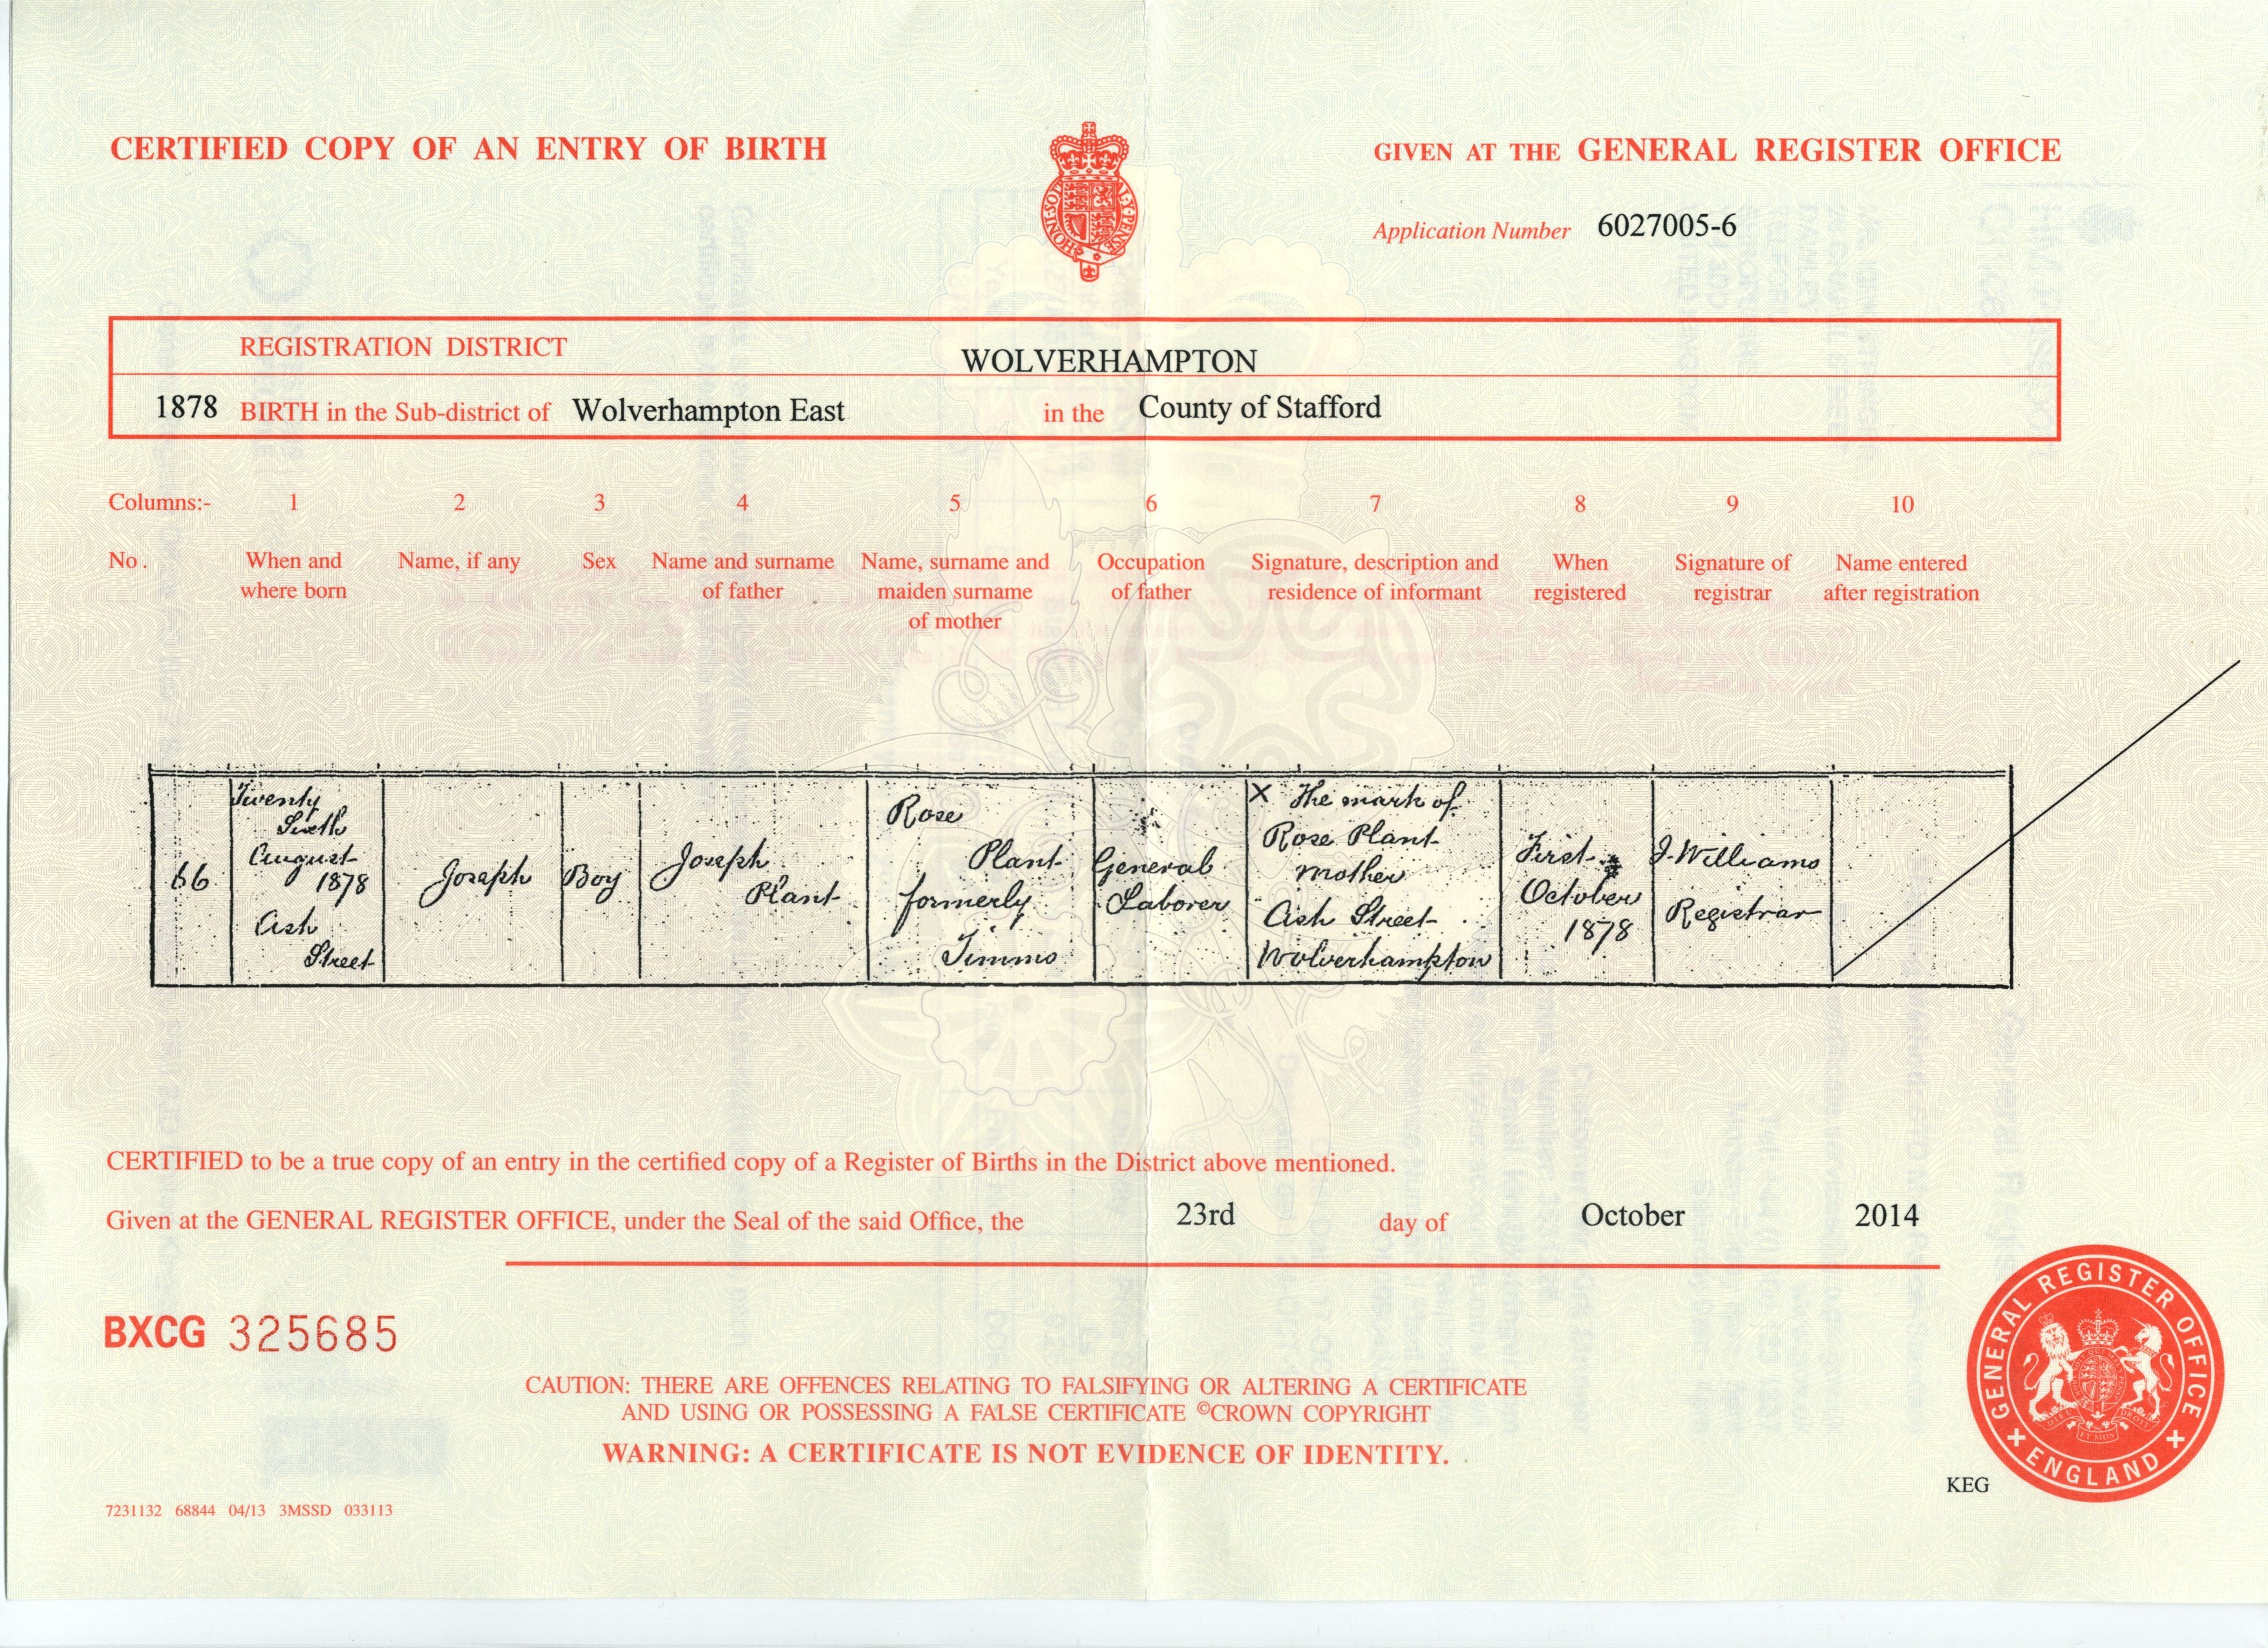 CERTIFIED COPY OF AN ENTRY OF BIRTH
GIVEN AT THE GENERAL REGISTER OFFICE
Application Number 6027005-6
REGISTRATION DISTRICT WOLVERHAMPTON
1878 BIRTH in the Sub-district of Wolverhampton East in the County of Stafford
Columns:- 1 2 3 4 5 6 7 8 9 10
No.
When and
where born
Name, if any
Sex
Name and surname
of father
Name, surname and
maiden surname
of mother
Occupation
of father
Signature, description and
residence of informant
When
registered
Signature of
registrar
Name entered
after registration
66
Twenty
Sixth
August
1878
Ash
Street
Joseph
Boy
Joseph
Plant
Rose
Plant
formerly
Timms
General
Laborer
X The mark of
Rose Plant
Mother
Ash Street
Wolverhampton
First
October
1878
J. Williams
Registrar
CERTIFIED to be a true copy of an entry in the certified copy of a Register of Births in the District above mentioned.
Given at the GENERAL REGISTER OFFICE, under the Seal of the said Office, the 23rd day of October 2014
BXCG 325685
CAUTION: THERE ARE OFFENCES RELATING TO FALSIFYING OR ALTERING A CERTIFICATE
AND USING OR POSSESSING A FALSE CERTIFICATE ©CROWN COPYRIGHT
WARNING: A CERTIFICATE IS NOT EVIDENCE OF IDENTITY.
GENERAL REGISTER OFFICE
ENGLAND
KEG
7231132 68844 04/13 3MSSD 033113